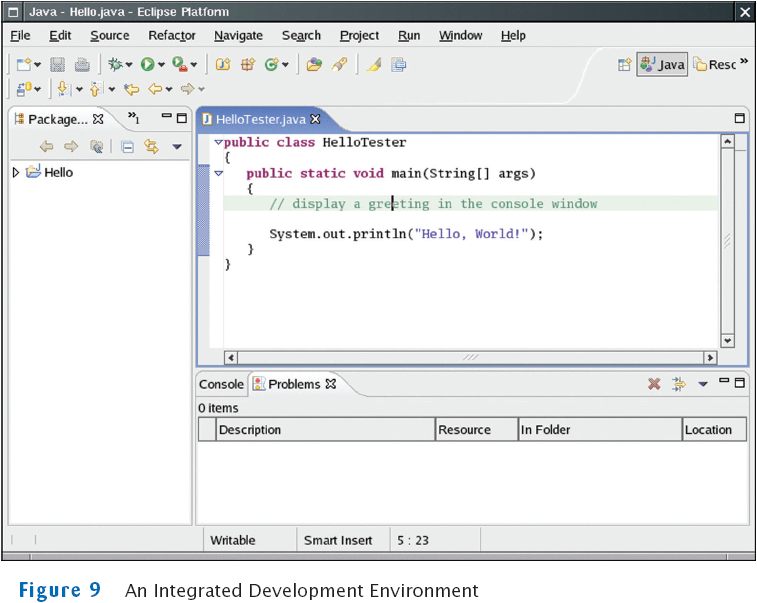 Java - Hello.java - Eclipse Platform
File Edit Source Refactor Navigate Search Project Run Window Help
Java Resc »
Package... »1 HelloTester.java
Hello
public class HelloTester
{
public static void main(String[] args)
{
// display a greeting in the console window
System.out.println("Hello, World!");
}
}
Console Problems
0 items
Description Resource In Folder Location
Writable Smart Insert 5 : 23
Figure 9 An Integrated Development Environment